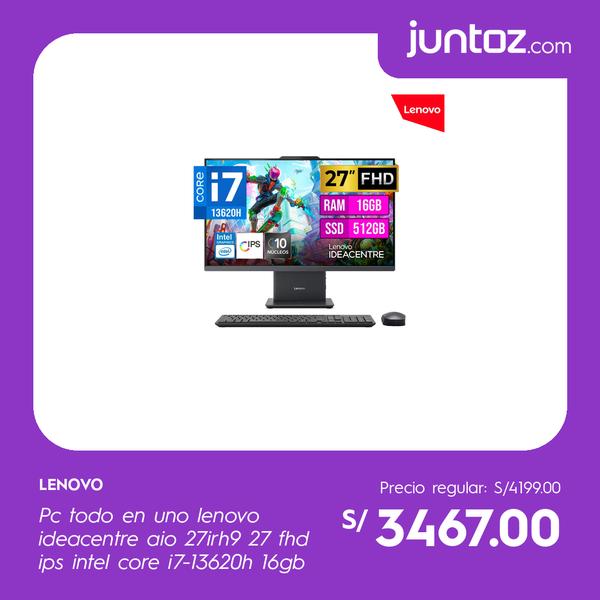 juntoz.com
Lenovo
CORE i7
13620H
27" FHD
RAM 16GB
SSD 512GB
Lenovo
IDEACENTRE
intel
IPS
10
NÚCLEOS
LENOVO
Pc todo en uno lenovo
ideacentre aio 27irh9 27 fhd
ips intel core i7-13620h 16gb
Precio regular: S/4199.00
S/ 3467.00